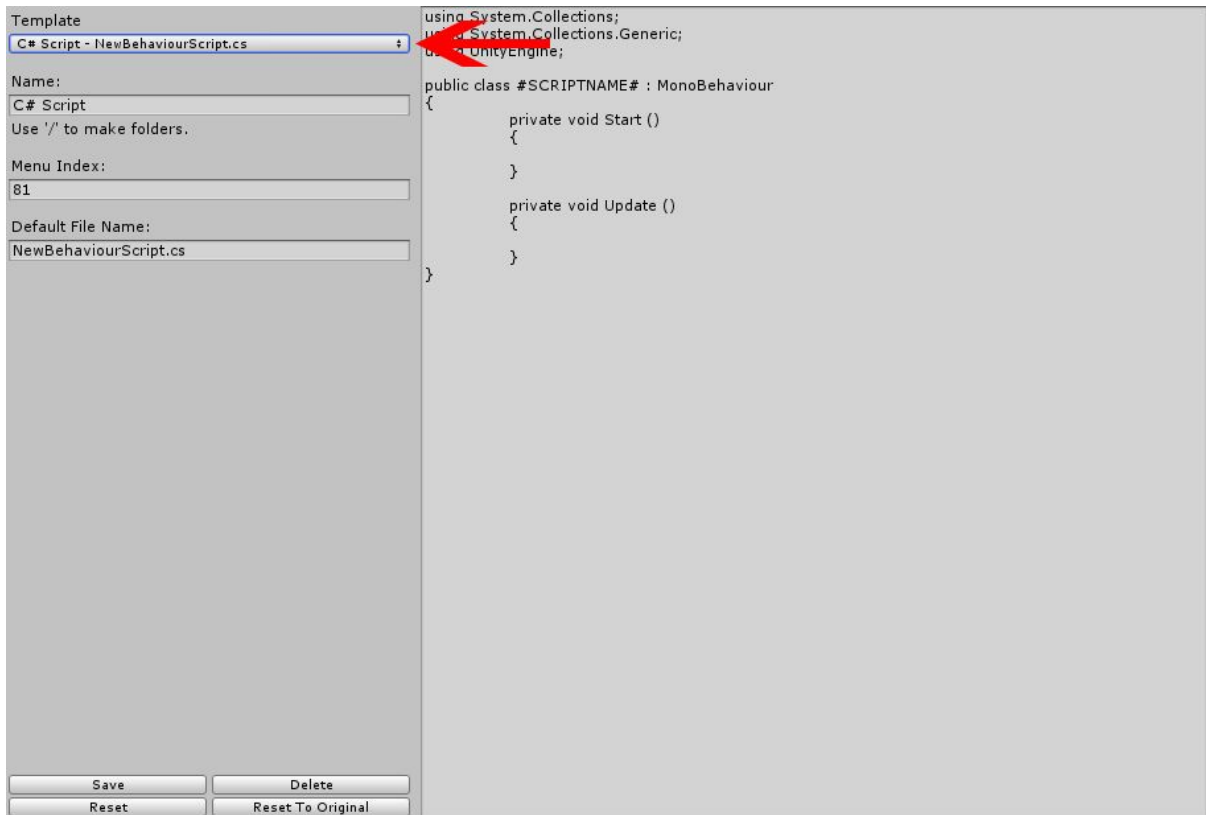 Template
C# Script - NewBehaviourScript.cs
Name:
C# Script
Use '/' to make folders.
Menu Index:
81
Default File Name:
NewBehaviourScript.cs
Save Delete
Reset Reset To Original
using System.Collections;
using System.Collections.Generic;
using UnityEngine;
public class #SCRIPTNAME# : MonoBehaviour
{
private void Start ()
{
}
private void Update ()
{
}
}